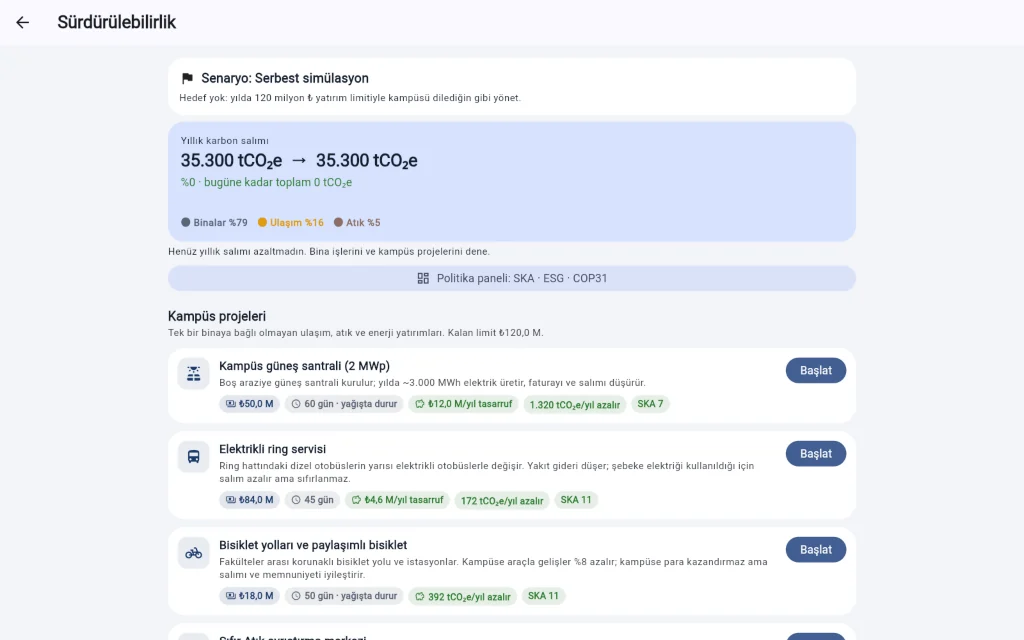 Sürdürülebilirlik
Senaryo: Serbest simülasyon
Hedef yok: yılda 120 milyon ₺ yatırım limitiyle kampüsü dilediğin gibi yönet.
Yıllık karbon salımı
35.300 tCO₂e → 35.300 tCO₂e
%0 · bugüne kadar toplam 0 tCO₂e
Binalar %79 Ulaşım %16 Atık %5
Henüz yıllık salımı azaltmadın. Bina işlerini ve kampüs projelerini dene.
Politika paneli: SKA · ESG · COP31
Kampüs projeleri
Tek bir binaya bağlı olmayan ulaşım, atık ve enerji yatırımları. Kalan limit ₺120,0 M.
Kampüs güneş santrali (2 MWp)
Başlat
Boş araziye güneş santrali kurulur; yılda ~3.000 MWh elektrik üretir, faturayı ve salımı düşürür.
₺50,0 M 60 gün · yağışta durur ₺12,0 M/yıl tasarruf 1.320 tCO₂e/yıl azalır SKA 7
Elektrikli ring servisi
Başlat
Ring hattındaki dizel otobüslerin yarısı elektrikli otobüslerle değişir. Yakıt gideri düşer; şebeke elektriği kullanıldığı için
salım azalır ama sıfırlanmaz.
₺84,0 M 45 gün ₺4,6 M/yıl tasarruf 172 tCO₂e/yıl azalır SKA 11
Bisiklet yolları ve paylaşımlı bisiklet
Başlat
Fakülteler arası korunaklı bisiklet yolu ve istasyonlar. Kampüse araçla gelişler %8 azalır; kampüse para kazandırmaz ama
salımı ve memnuniyeti iyileştirir.
₺18,0 M 50 gün · yağışta durur 392 tCO₂e/yıl azalır SKA 11
Sıfır Atık ayrıştırma merkezi